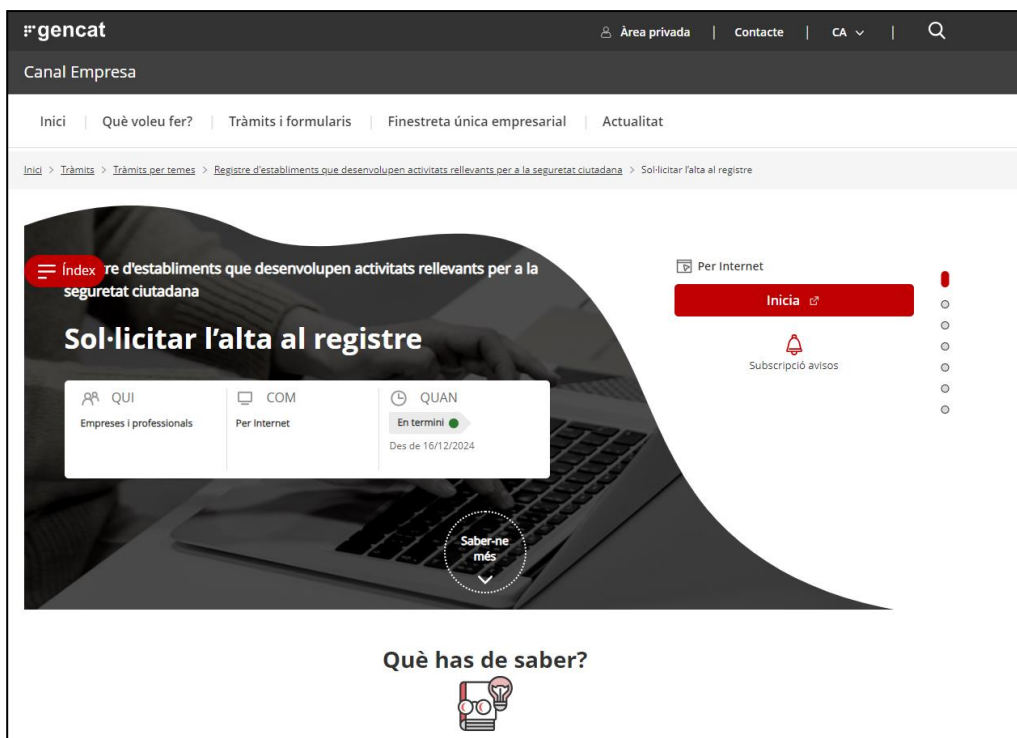 gencat
Àrea privada | Contacte | CA |
Canal Empresa
Inici | Què voleu fer? | Tràmits i formularis | Finestreta única empresarial | Actualitat
Inici > Tràmits > Tràmits per temes > Registre d'establiments que desenvolupen activitats rellevants per a la seguretat ciutadana > Sol·licitar l'alta al registre
Índex
re d'establiments que desenvolupen activitats rellevants per a la
seguretat ciutadana
Sol·licitar l'alta al registre
QUI
Empreses i professionals
COM
Per Internet
QUAN
En termini
Des de 16/12/2024
Saber-ne
més
Per Internet
Inicia
Subscripció avisos
Què has de saber?